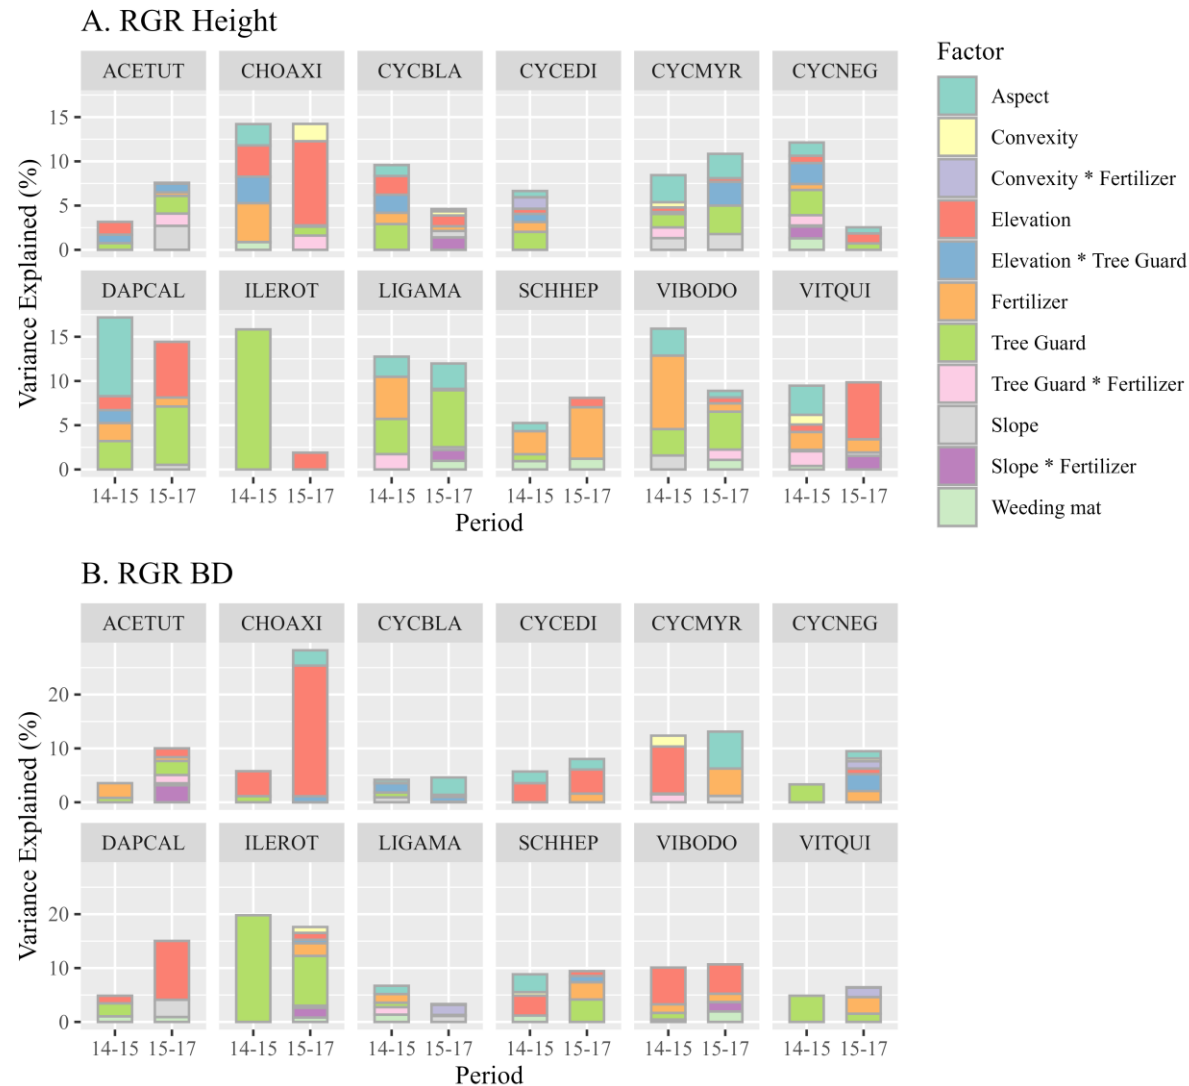 A. RGR Height
ACETUT CHOAXI CYCBLA CYCEDI CYCMYR CYCNEG
15
10
5
0
DAPCAL ILEROT LIGAMA SCHHEP VIBODO VITQUI
15
10
5
0
Variance Explained (%)
14-15 15-17 14-15 15-17 14-15 15-17 14-15 15-17 14-15 15-17 14-15 15-17
Period
Factor
Aspect
Convexity
Convexity * Fertilizer
Elevation
Elevation * Tree Guard
Fertilizer
Tree Guard
Tree Guard * Fertilizer
Slope
Slope * Fertilizer
Weeding mat
B. RGR BD
ACETUT CHOAXI CYCBLA CYCEDI CYCMYR CYCNEG
20
10
0
DAPCAL ILEROT LIGAMA SCHHEP VIBODO VITQUI
20
10
0
Variance Explained (%)
14-15 15-17 14-15 15-17 14-15 15-17 14-15 15-17 14-15 15-17 14-15 15-17
Period